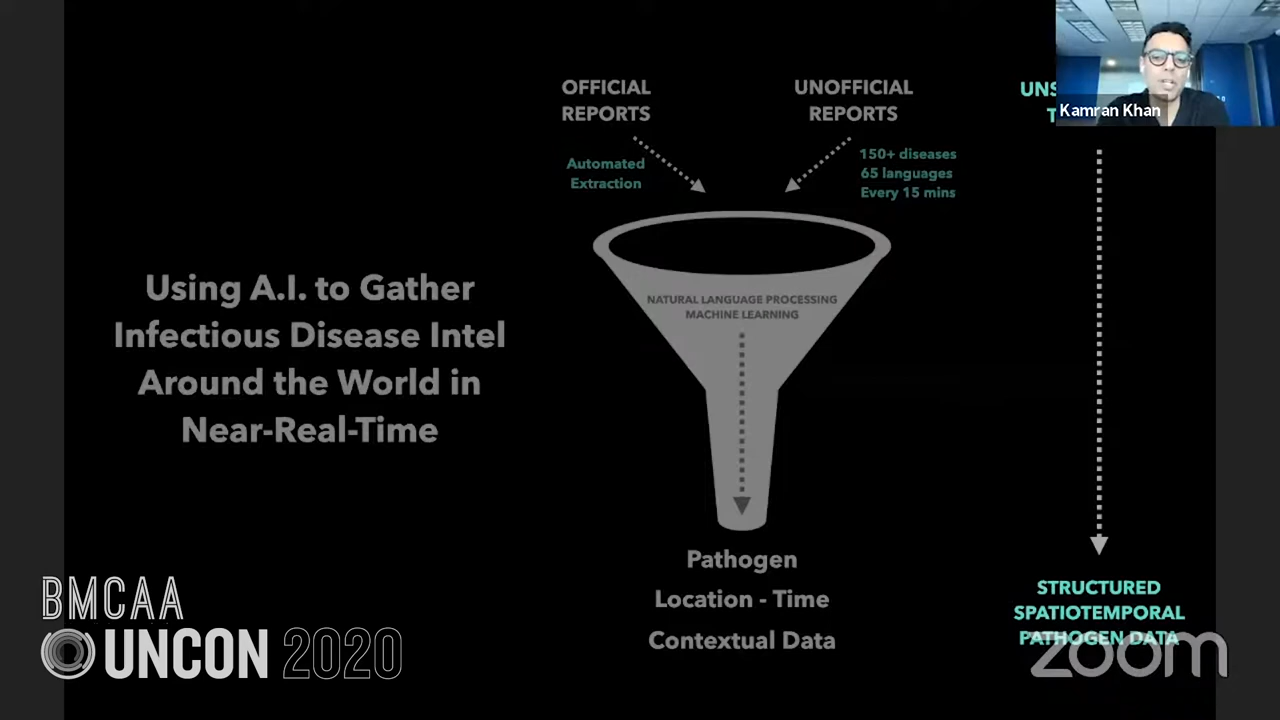 Kamran Khan
OFFICIAL
REPORTS
UNOFFICIAL
REPORTS
UNS
T
Automated
Extraction
150+ diseases
65 languages
Every 15 mins
Using A.I. to Gather
Infectious Disease Intel
Around the World in
Near-Real-Time
NATURAL LANGUAGE PROCESSING
MACHINE LEARNING
Pathogen
Location - Time
Contextual Data
STRUCTURED
SPATIOTEMPORAL
PATHOGEN DATA
BMCAA
UNCON 2020
zoom